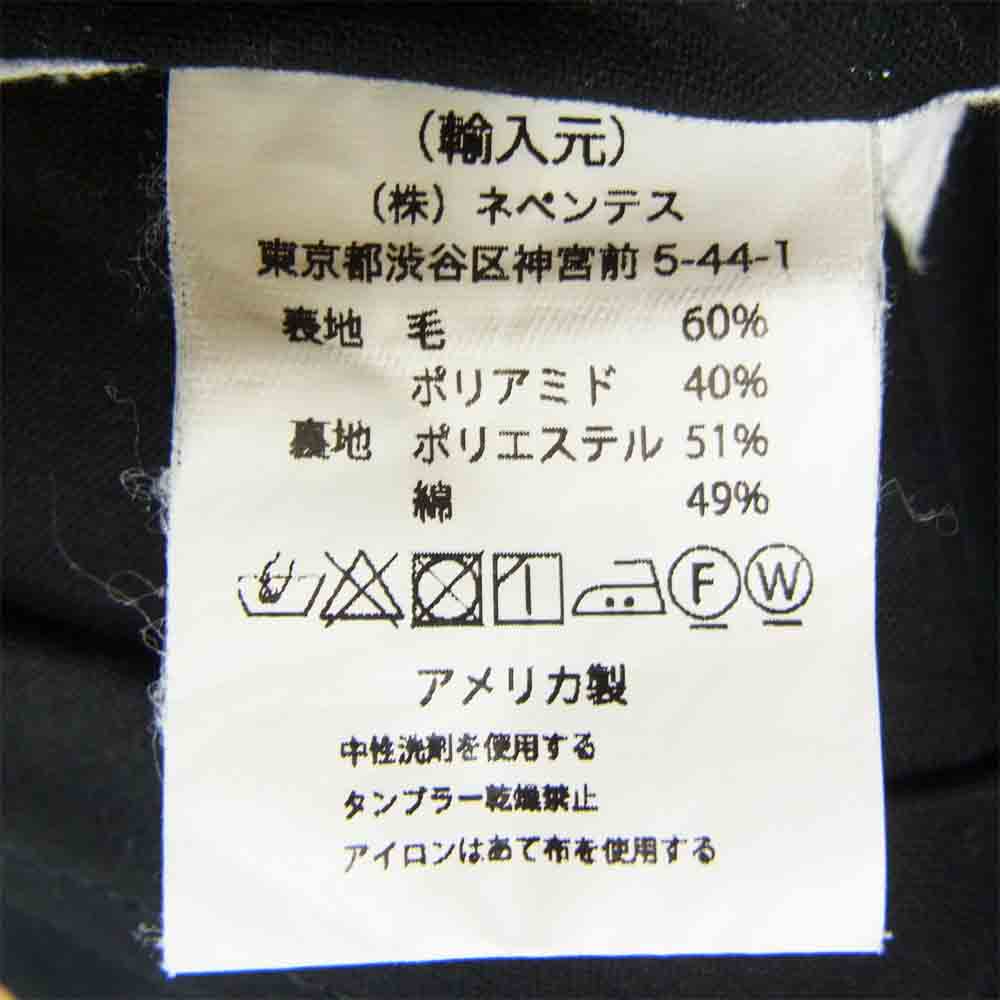 (輸入元)
(株) ネペンテス
東京都渋谷区神宮前 5-44-1
表地 毛 60%
ポリアミド 40%
裏地 ポリエステル 51%
綿 49%
F W
アメリカ製
中性洗剤を使用する
タンブラー乾燥禁止
アイロンはあて布を使用する